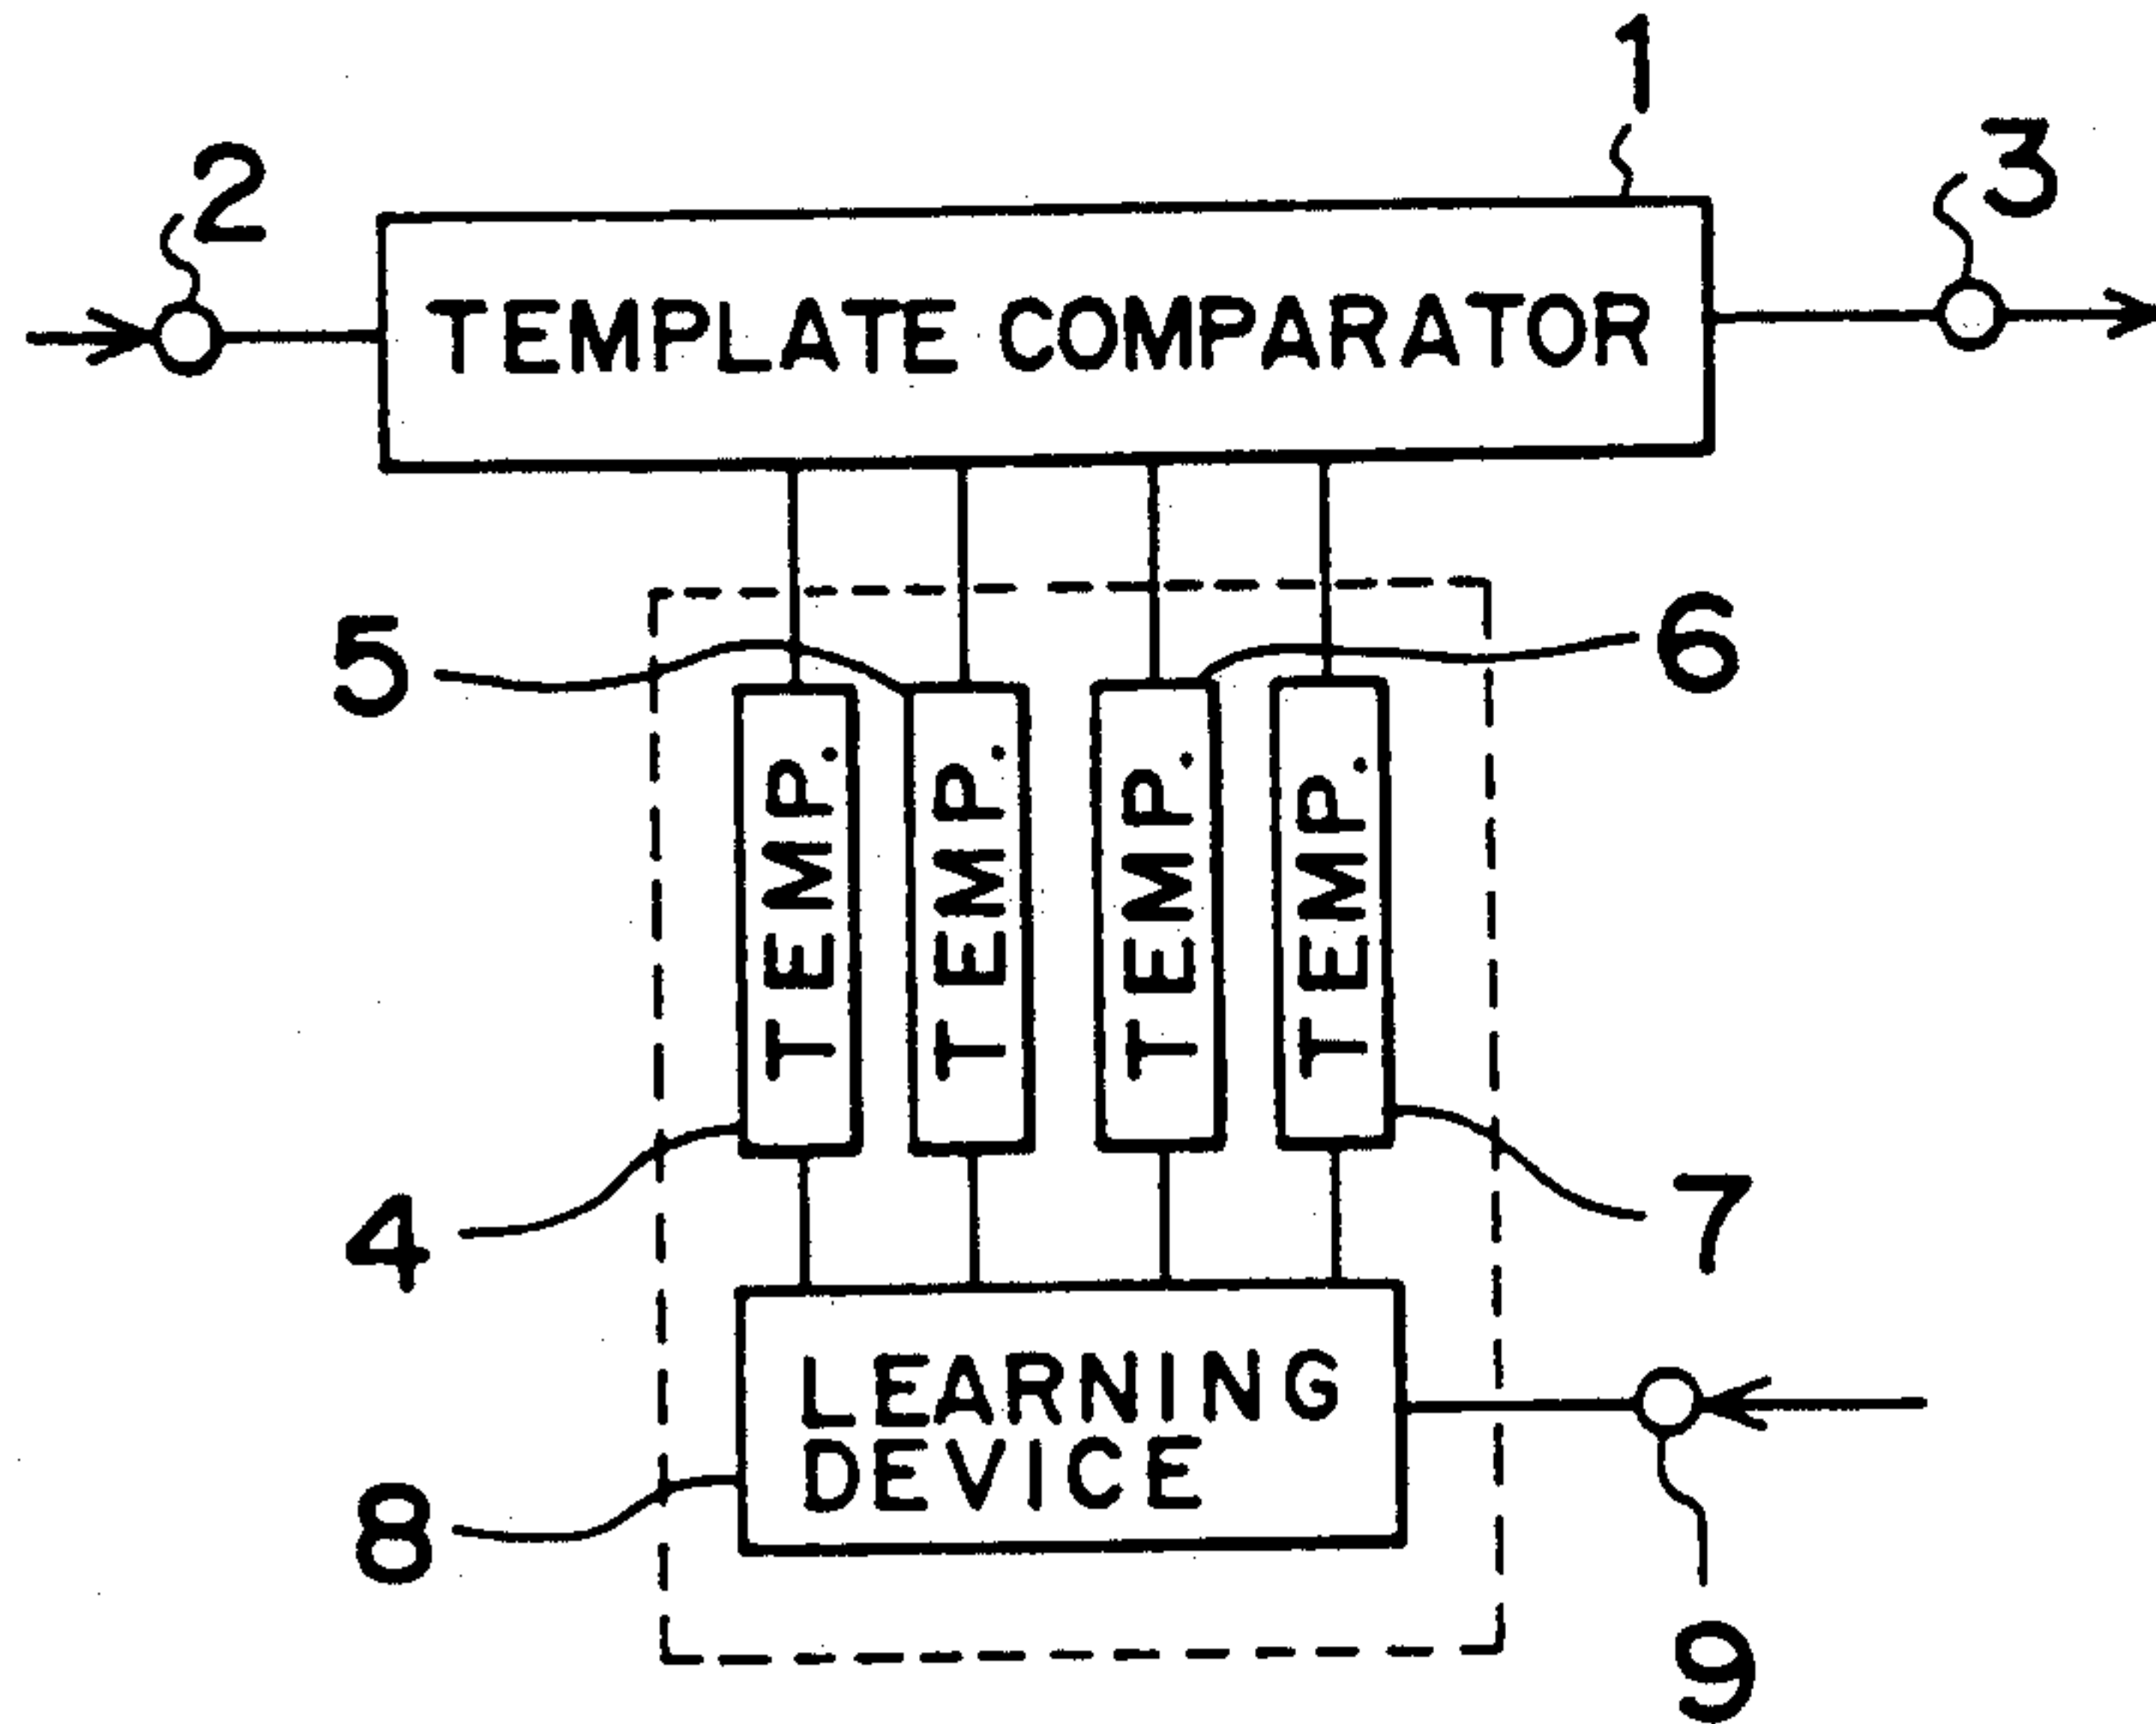 1
2
3
TEMPLATE COMPARATOR
5
6
TEMP.
TEMP.
TEMP.
TEMP.
4
7
LEARNING
DEVICE
8
9